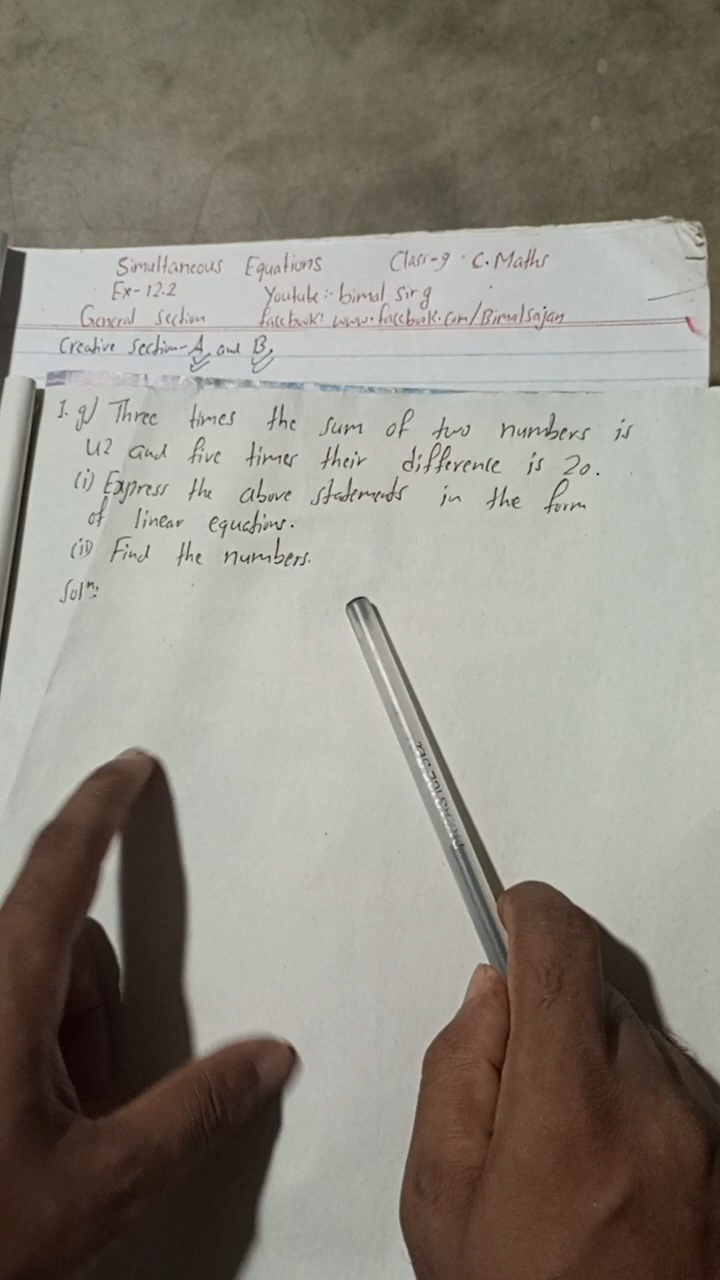 Simultaneous Equations Class-9 C. Maths
Ex-12.2 Youtube:- bimal sir g
General section facebook: www.facebook.com/Bimalsajan
Creative section-A and B
1. g) Three times the sum of two numbers is
42 and five times their difference is 20.
(i) Express the above statements in the form
of linear equations.
(ii) Find the numbers.
Solⁿ: